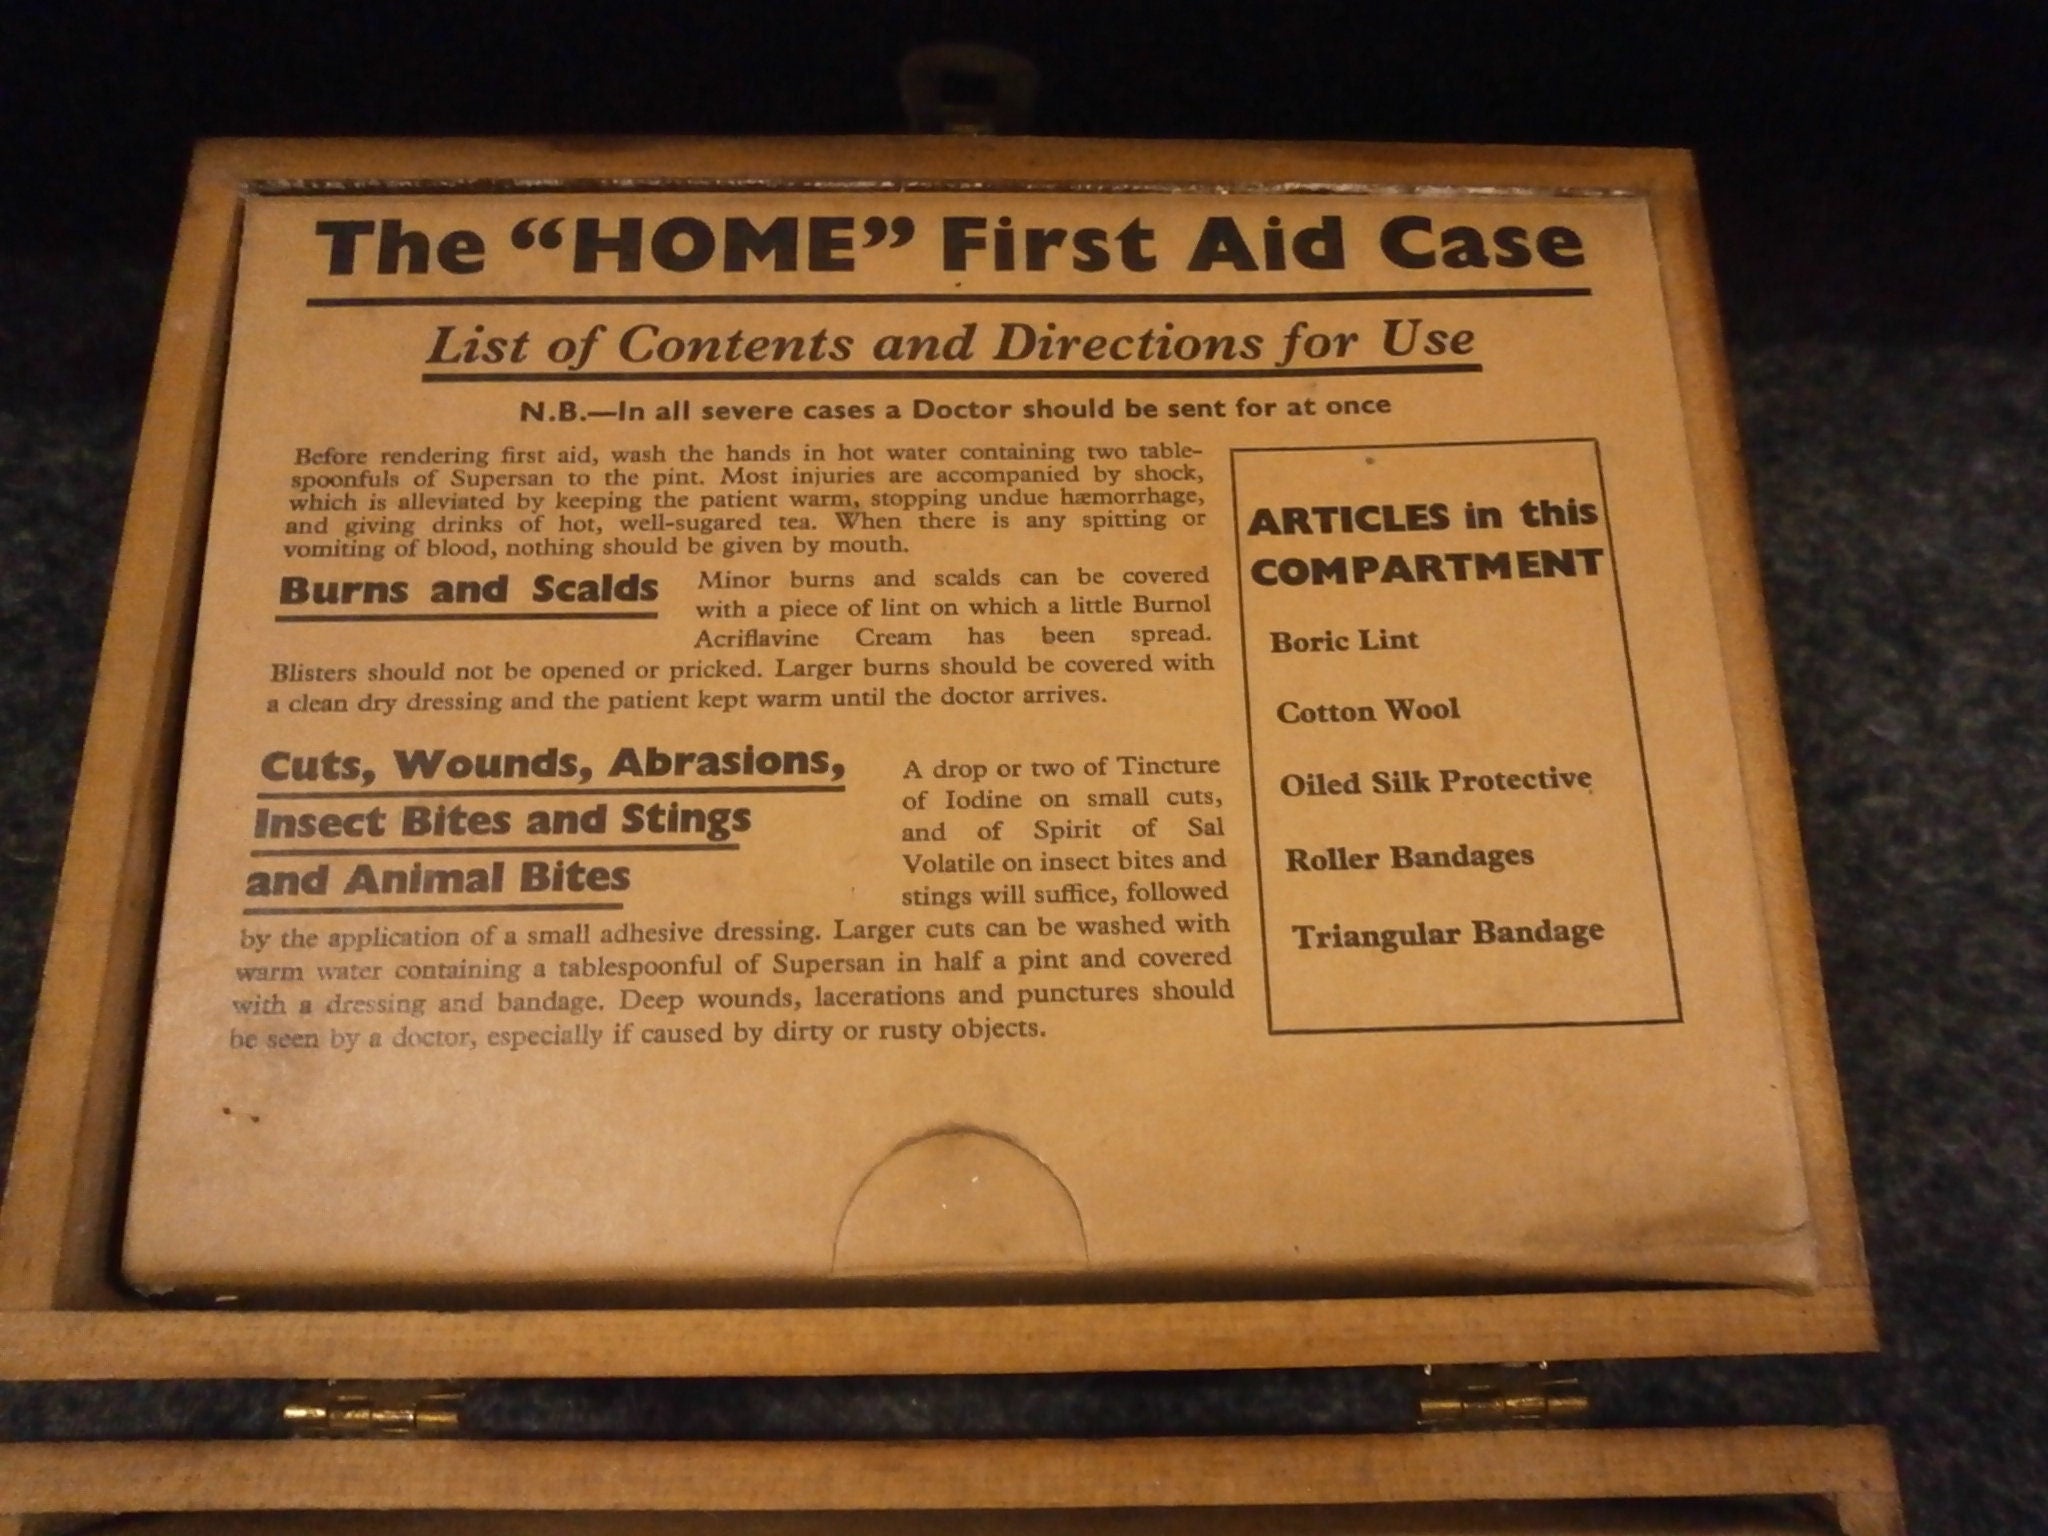 The “HOME” First Aid Case
List of Contents and Directions for Use
N.B.—In all severe cases a Doctor should be sent for at once
Before rendering first aid, wash the hands in hot water containing two table-
spoonfuls of Supersan to the pint. Most injuries are accompanied by shock,
which is alleviated by keeping the patient warm, stopping undue hæmorrhage,
and giving drinks of hot, well-sugared tea. When there is any spitting or
vomiting of blood, nothing should be given by mouth.
Burns and Scalds
Minor burns and scalds can be covered
with a piece of lint on which a little Burnol
Acriflavine Cream has been spread.
Blisters should not be opened or pricked. Larger burns should be covered with
a clean dry dressing and the patient kept warm until the doctor arrives.
Cuts, Wounds, Abrasions,
Insect Bites and Stings
and Animal Bites
A drop or two of Tincture
of Iodine on small cuts,
and of Spirit of Sal
Volatile on insect bites and
stings will suffice, followed
by the application of a small adhesive dressing. Larger cuts can be washed with
warm water containing a tablespoonful of Supersan in half a pint and covered
with a dressing and bandage. Deep wounds, lacerations and punctures should
be seen by a doctor, especially if caused by dirty or rusty objects.
ARTICLES in this
COMPARTMENT
Boric Lint
Cotton Wool
Oiled Silk Protective
Roller Bandages
Triangular Bandage